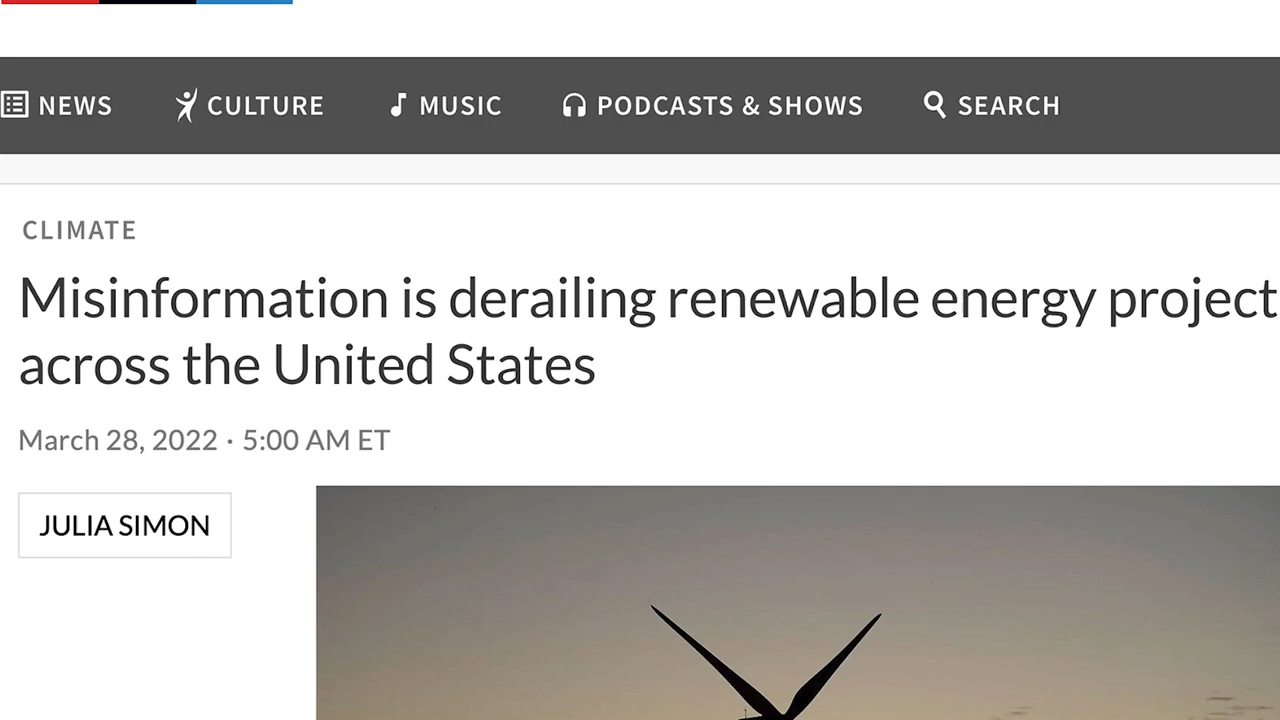 NEWS CULTURE MUSIC PODCASTS & SHOWS SEARCH
CLIMATE
Misinformation is derailing renewable energy project
across the United States
March 28, 2022 · 5:00 AM ET
JULIA SIMON